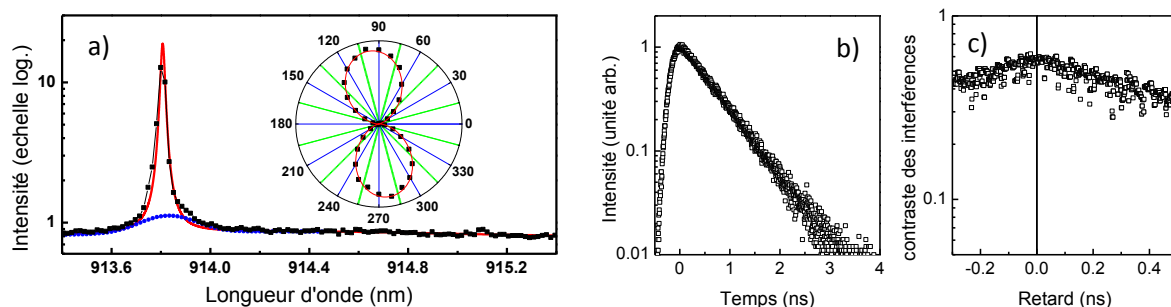 a)
Intensité (echelle log.)
10
1
913.6 914.0 914.4 914.8 915.2
Longueur d'onde (nm)
90
120 60
150 30
180 0
210 330
240 300
270
b)
Intensité (unité arb.)
1
0.1
0.01
0 1 2 3 4
Temps (ns)
c)
contraste des interférences
1
0.1
-0.2 0.0 0.2 0.4
Retard (ns)